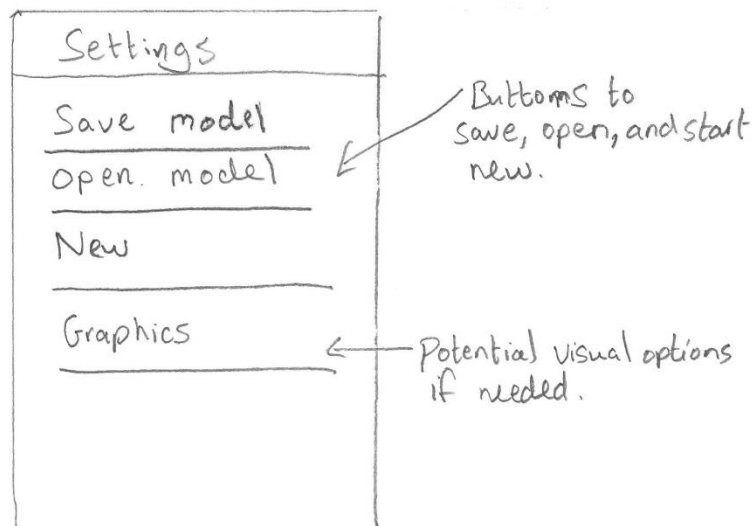 Settings
Save model
open. model
New
Graphics
Buttoms to
save, open, and start
new.
Potential visual options
if needed.